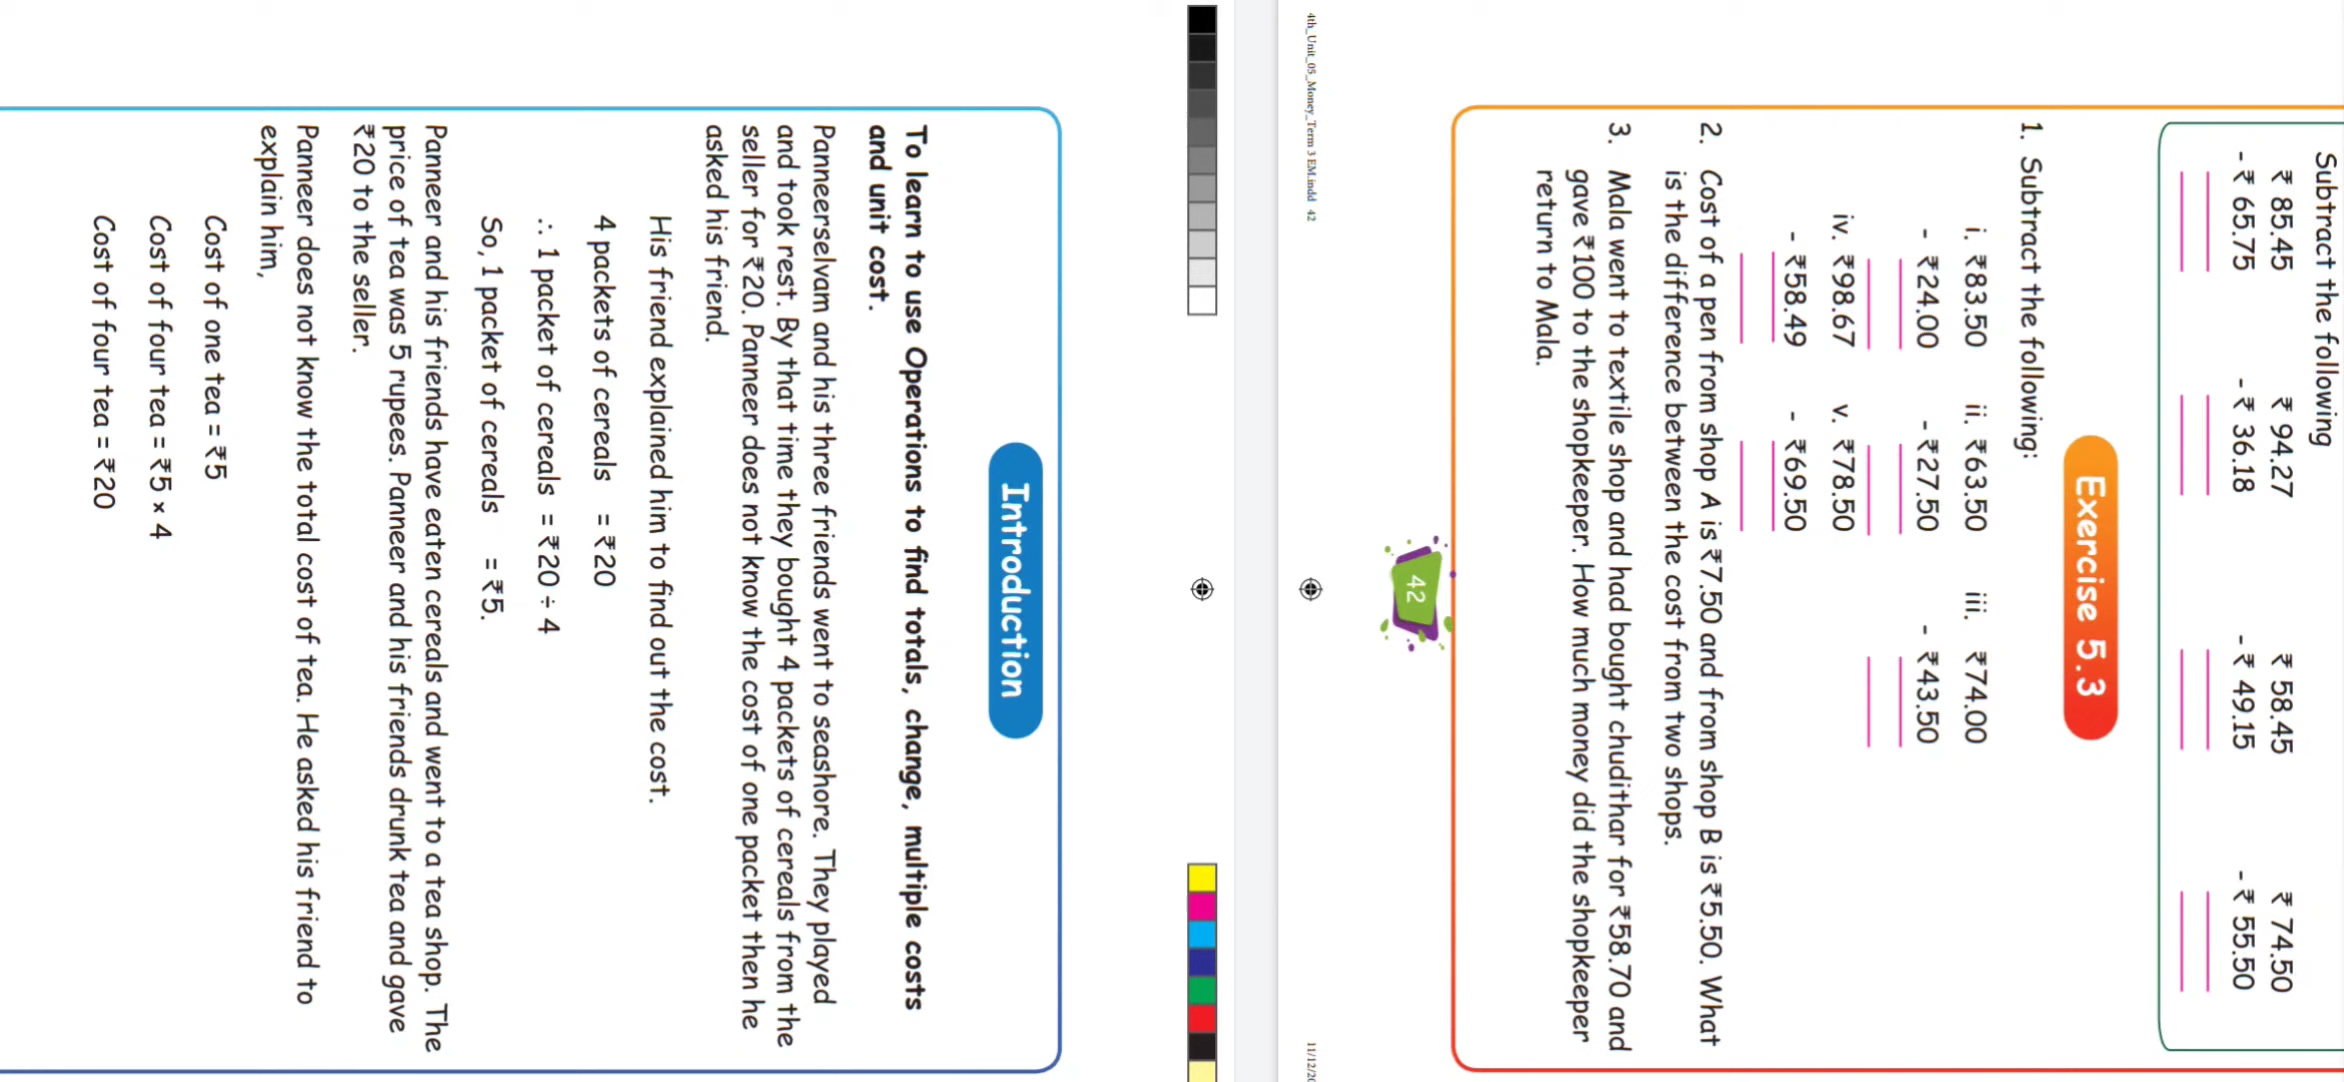 Subtract the following
₹ 85.45 ₹ 94.27 ₹ 58.45 ₹ 74.50
- ₹ 65.75 - ₹ 36.18 - ₹ 49.15 - ₹ 55.50
Exercise 5.3
1. Subtract the following:
i. ₹83.50 ii. ₹63.50 iii. ₹74.00
- ₹24.00 - ₹27.50 - ₹43.50
iv. ₹98.67 v. ₹78.50
- ₹58.49 - ₹69.50
2. Cost of a pen from shop A is ₹7.50 and from shop B is ₹5.50. What
is the difference between the cost from two shops.
3. Mala went to textile shop and had bought chudithar for ₹58.70 and
gave ₹100 to the shopkeeper. How much money did the shopkeeper
return to Mala.
42
4th_Unit_05_Money_Term 3 EM.indd 42
Introduction
To learn to use Operations to find totals, change, multiple costs
and unit cost.
Panneerselvam and his three friends went to seashore. They played
and took rest. By that time they bought 4 packets of cereals from the
seller for ₹20. Panneer does not know the cost of one packet then he
asked his friend.
His friend explained him to find out the cost.
4 packets of cereals = ₹20
∴ 1 packet of cereals = ₹20 ÷ 4
So, 1 packet of cereals = ₹5.
Panneer and his friends have eaten cereals and went to a tea shop. The
price of tea was 5 rupees. Panneer and his friends drunk tea and gave
₹20 to the seller.
Panneer does not know the total cost of tea. He asked his friend to
explain him,
Cost of one tea = ₹5
Cost of four tea = ₹5 × 4
Cost of four tea = ₹20